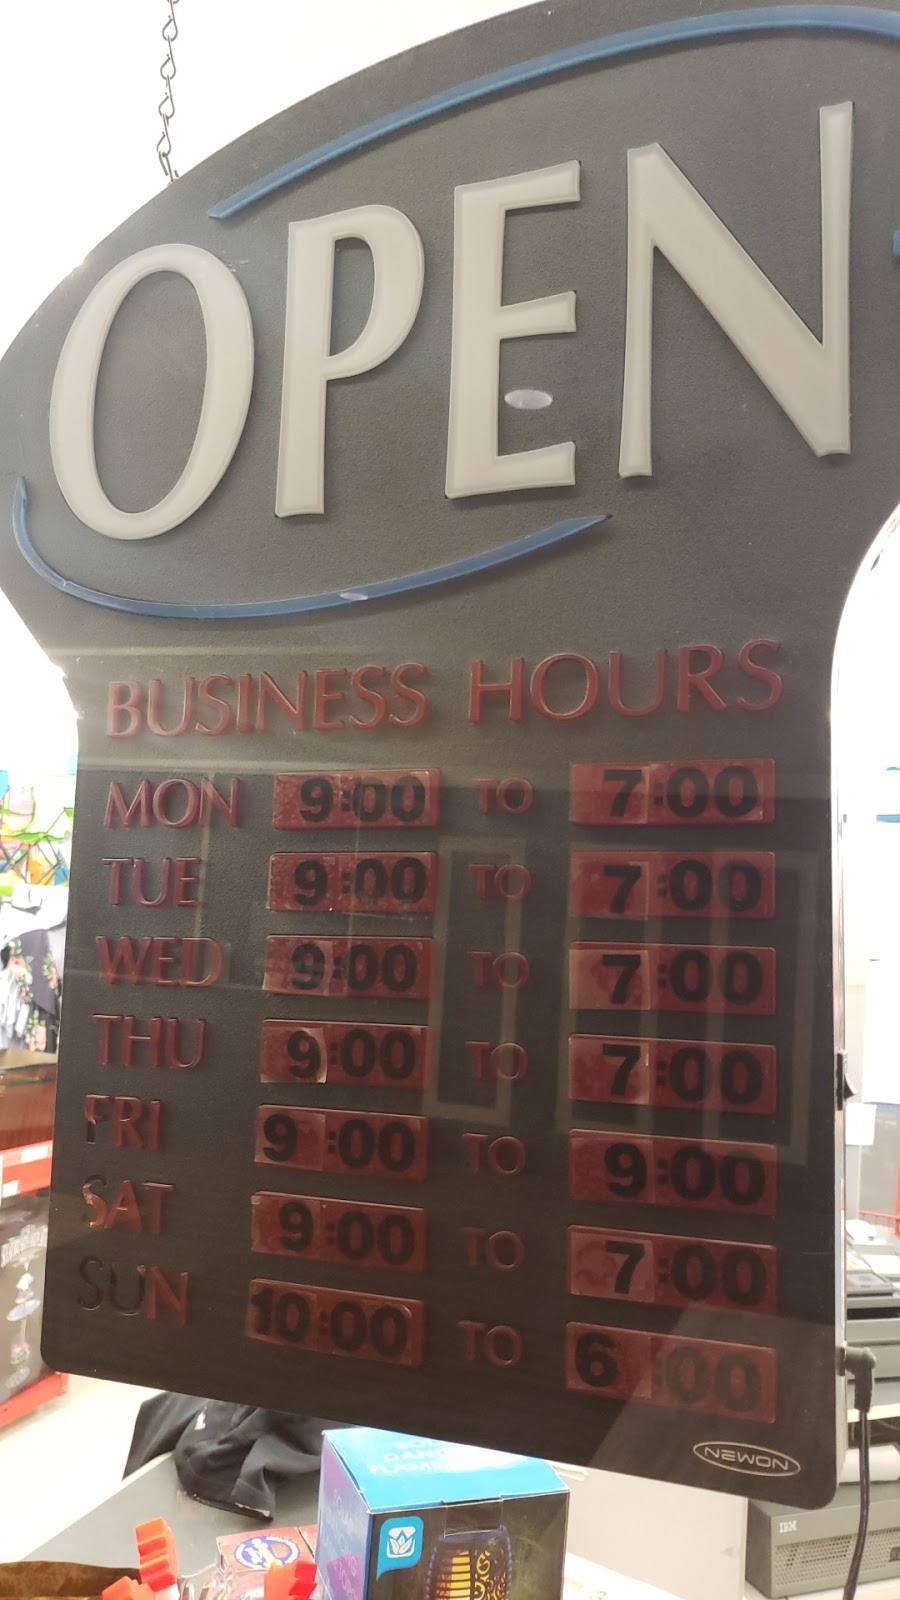 OPEN
BUSINESS HOURS
MON 9:00 TO 7:00
TUE 9:00 TO 7:00
WED 9:00 TO 7:00
THU 9:00 TO 7:00
FRI 9:00 TO 9:00
SAT 9:00 TO 7:00
SUN 10:00 TO 6:00
NEWON
IBM